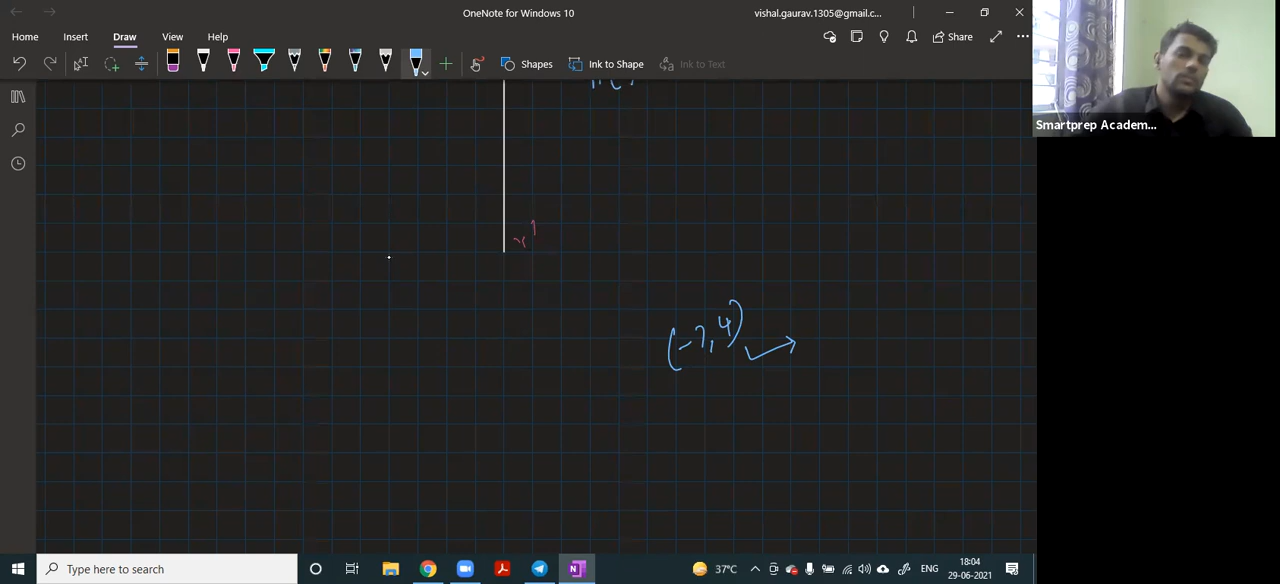 OneNote for Windows 10
vishal.gaurav.1305@gmail.c...
Home Insert Draw View Help
Shapes Ink to Shape Ink to Text Share
Smartprep Academ...
x'
(-7,4)
Type here to search
37°C ENG
18:04
29-06-2021